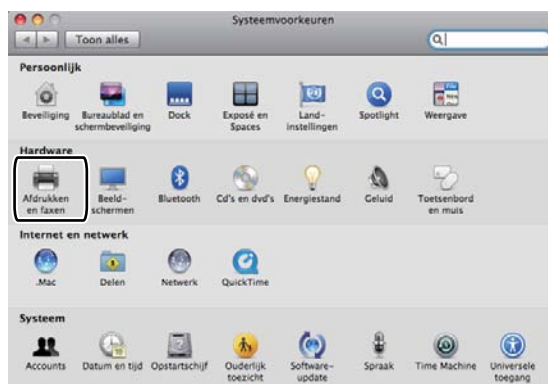 Systeemvoorkeuren
Toon alles
Persoonlijk
Beveiliging
Bureaublad en
schermbeveiliging
Dock
Exposé en
Spaces
Land-
instellingen
Spotlight
Weergave
Hardware
Afdrukken
en faxen
Beeld-
schermen
Bluetooth
Cd's en dvd's
Energiestand
Geluid
Toetsenbord
en muis
Internet en netwerk
.Mac
Delen
Netwerk
QuickTime
Systeem
Accounts
Datum en tijd
Opstartschijf
Ouderlijk
toezicht
Software-
update
Spraak
Time Machine
Universele
toegang